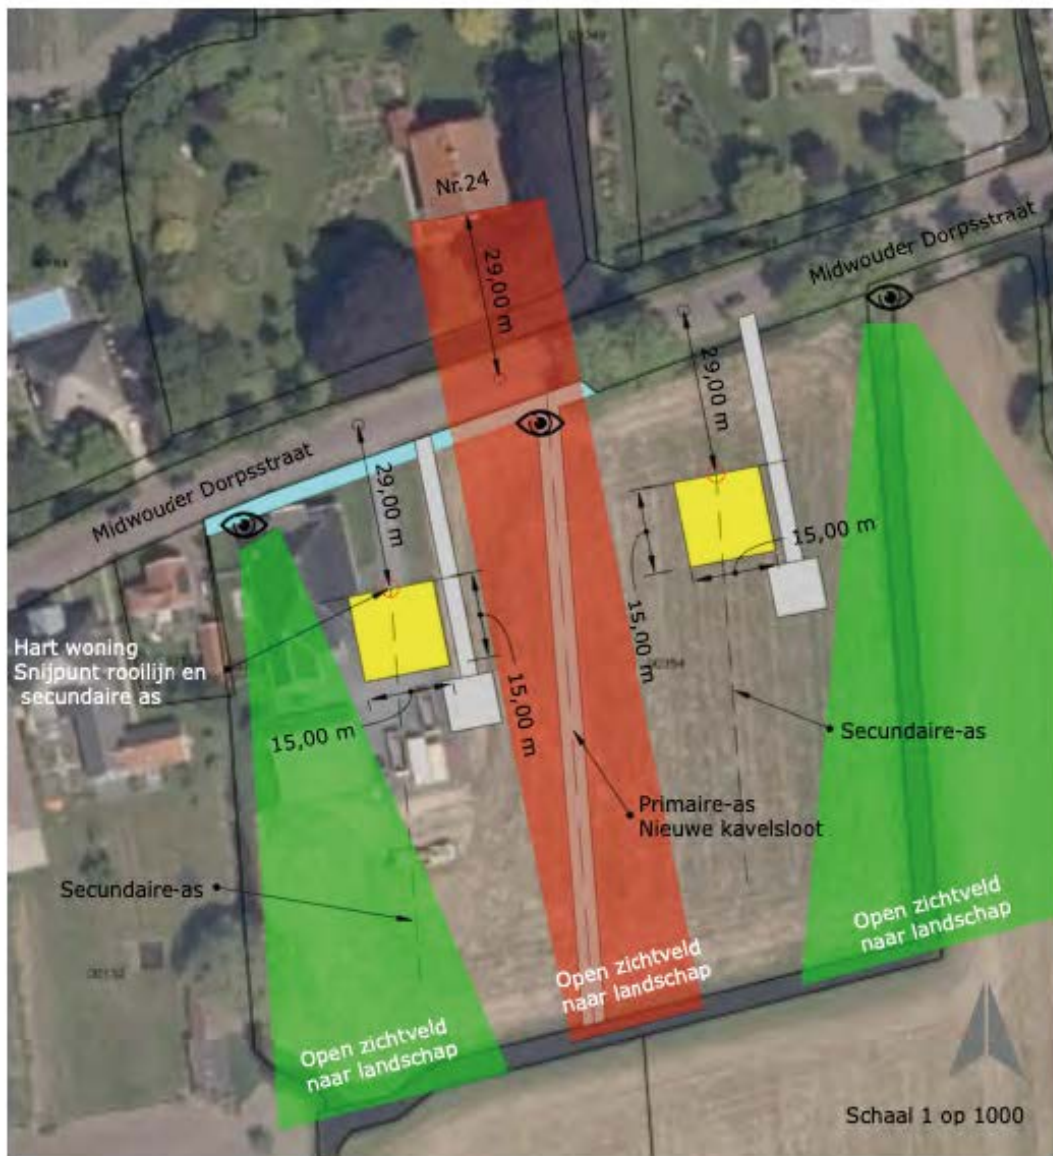 Nr.24
29,00 m
Midwouder Dorpsstraat
29,00 m
Midwouder Dorpsstraat
29,00 m
15,00 m
15,00 m
Hart woning
Snijpunt rooilijn en
secundaire as
15,00 m
15,00 m
Secundaire-as
Primaire-as
Nieuwe kavelsloot
Secundaire-as
Open zichtveld
naar landschap
Open zichtveld
naar landschap
Open zichtveld
naar landschap
Schaal 1 op 1000